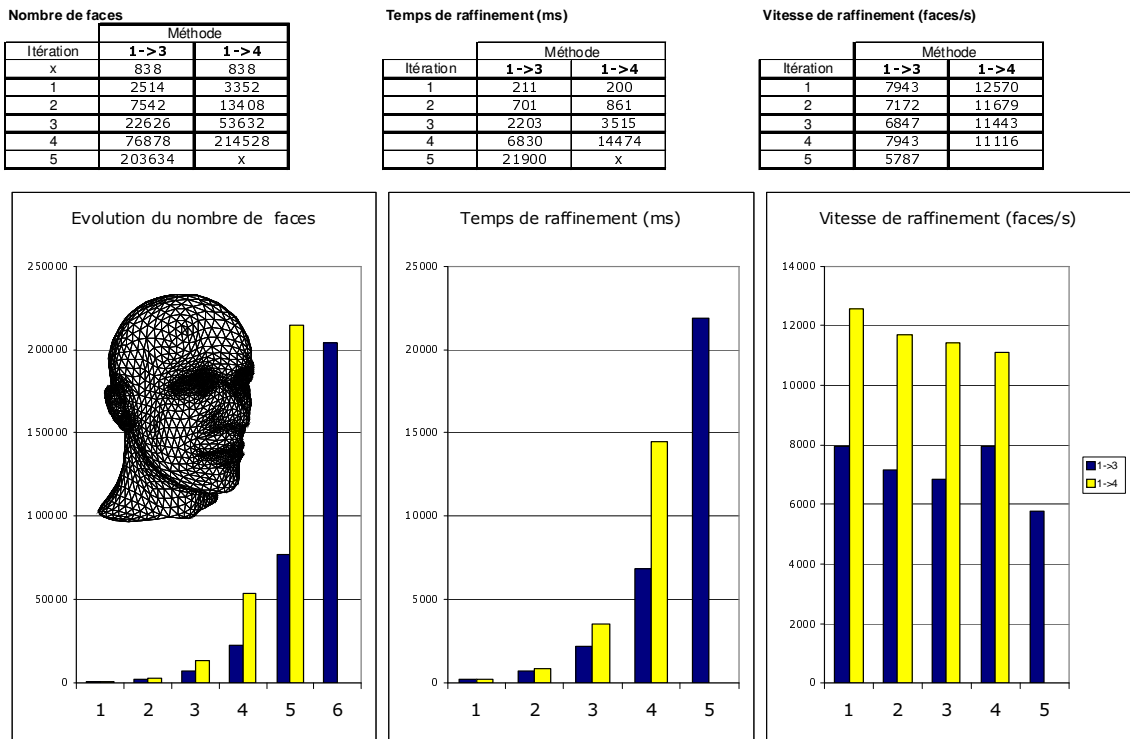 Nombre de faces
Méthode
Itération 1->3 1->4
x 838 838
1 2514 3352
2 7542 13408
3 22626 53632
4 76878 214528
5 203634 x
Temps de raffinement (ms)
Méthode
Itération 1->3 1->4
1 211 200
2 701 861
3 2203 3515
4 6830 14474
5 21900 x
Vitesse de raffinement (faces/s)
Méthode
Itération 1->3 1->4
1 7943 12570
2 7172 11679
3 6847 11443
4 7943 11116
5 5787
Evolution du nombre de faces
250000
200000
150000
100000
50000
0
1 2 3 4 5 6
Temps de raffinement (ms)
25000
20000
15000
10000
5000
0
1 2 3 4 5
Vitesse de raffinement (faces/s)
14000
12000
10000
8000
6000
4000
2000
0
1 2 3 4 5
1->3
1->4